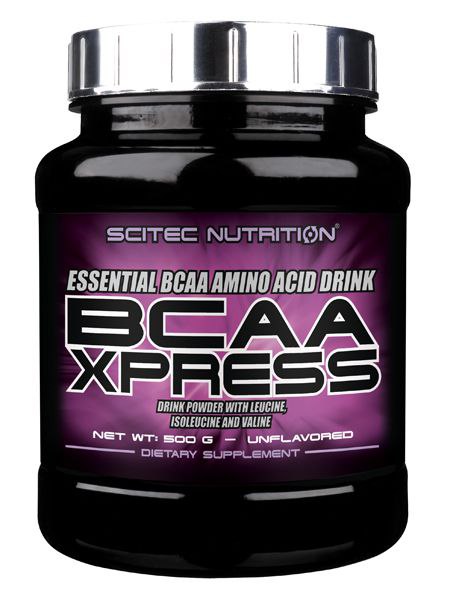 SCITEC NUTRITION®
ESSENTIAL BCAA AMINO ACID DRINK
BCAA
XPRESS
DRINK POWDER WITH LEUCINE,
ISOLEUCINE AND VALINE
NET WT: 500 G – UNFLAVORED
DIETARY SUPPLEMENT